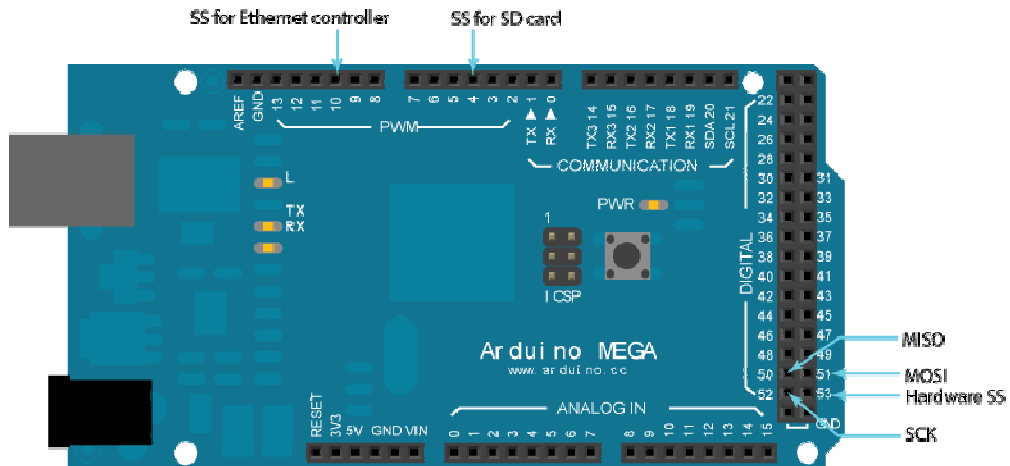 SS for Ethernet controller
SS for SD card
AREF GND 13 12 11 10 9 8 7 6 5 4 3 2 1 0
TX ▶ RX ▶
TX3 14 RX3 15 TX2 16 RX2 17 TX1 18 RX1 19 SDA 20 SCL 21
PWM
COMMUNICATION
L
TX
RX
PWR
1
ICSP
DIGITAL
22
24
26
28
30 31
32 33
34 35
36 37
38 39
40 41
42 43
44 45
46 47
48 49
50 51
52 53
GND
MISO
MOSI
Hardware SS
SCK
Arduino MEGA
www.arduino.cc
ANALOG IN
RESET 3V3 5V GND VIN
0 1 2 3 4 5 6 7 8 9 10 11 12 13 14 15